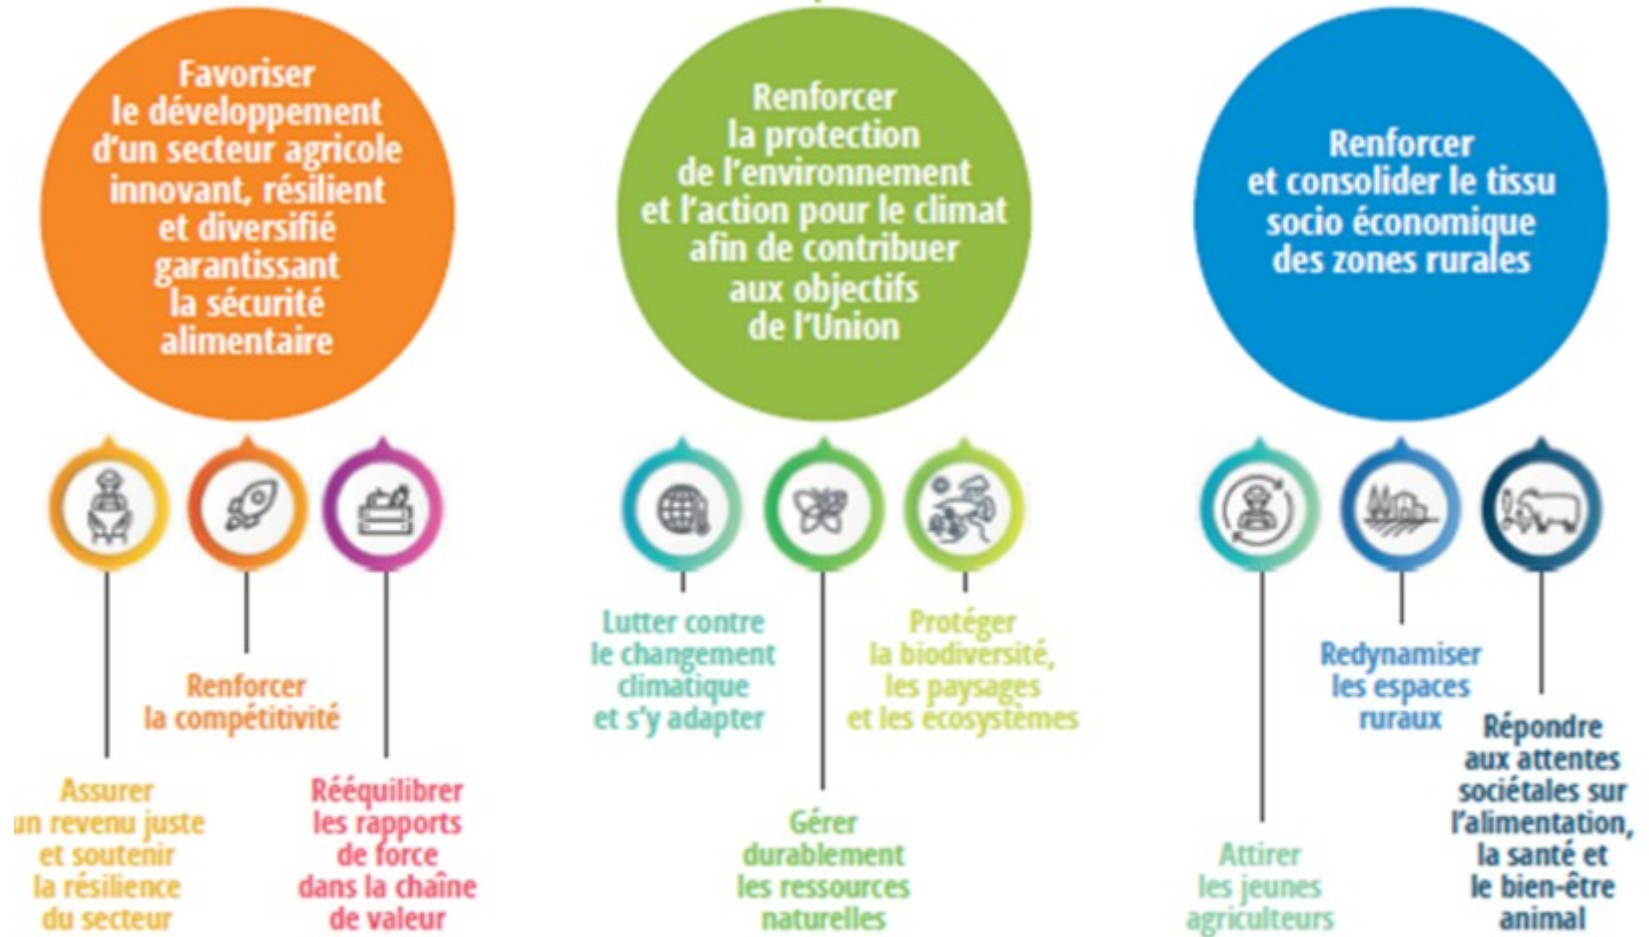 Favoriser
le développement
d'un secteur agricole
innovant, résilient
et diversifié
garantissant
la sécurité
alimentaire
Renforcer
la protection
de l'environnement
et l'action pour le climat
afin de contribuer
aux objectifs
de l'Union
Renforcer
et consolider le tissu
socio économique
des zones rurales
Assurer
un revenu juste
et soutenir
la résilience
du secteur
Renforcer
la compétitivité
Rééquilibrer
les rapports
de force
dans la chaîne
de valeur
Lutter contre
le changement
climatique
et s'y adapter
Gérer
durablement
les ressources
naturelles
Protéger
la biodiversité,
les paysages
et les écosystèmes
Attirer
les jeunes
agriculteurs
Redynamiser
les espaces
ruraux
Répondre
aux attentes
sociétales sur
l'alimentation,
la santé et
le bien-être
animal